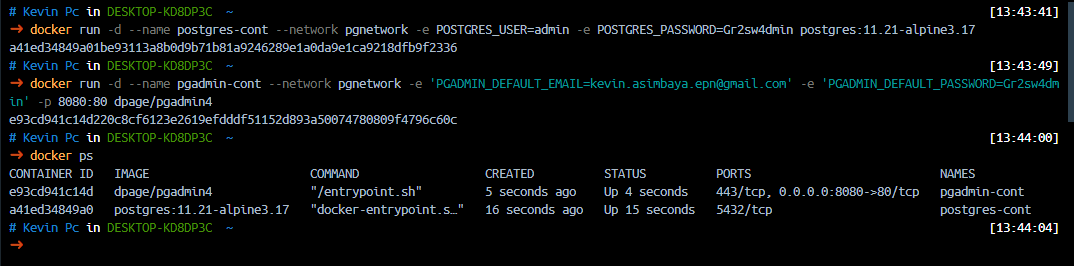 # Kevin Pc in DESKTOP-KD8DP3C ~ [13:43:41]
→ docker run -d --name postgres-cont --network pgnetwork -e POSTGRES_USER=admin -e POSTGRES_PASSWORD=Gr2sw4dmin postgres:11.21-alpine3.17
a41ed34849a01be93113a8b0d9b71b81a9246289e1a0da9e1ca9218dfb9f2336
# Kevin Pc in DESKTOP-KD8DP3C ~ [13:43:49]
→ docker run -d --name pgadmin-cont --network pgnetwork -e 'PGADMIN_DEFAULT_EMAIL=kevin.asimbaya.epn@gmail.com' -e 'PGADMIN_DEFAULT_PASSWORD=Gr2sw4dm
in' -p 8080:80 dpage/pgadmin4
e93cd941c14d220c8cf6123e2619efdddf51152d893a50074780809f4796c60c
# Kevin Pc in DESKTOP-KD8DP3C ~ [13:44:00]
→ docker ps
CONTAINER ID IMAGE COMMAND CREATED STATUS PORTS NAMES
e93cd941c14d dpage/pgadmin4 "/entrypoint.sh" 5 seconds ago Up 4 seconds 443/tcp, 0.0.0.0:8080->80/tcp pgadmin-cont
a41ed34849a0 postgres:11.21-alpine3.17 "docker-entrypoint.s…" 16 seconds ago Up 15 seconds 5432/tcp postgres-cont
# Kevin Pc in DESKTOP-KD8DP3C ~ [13:44:04]
→